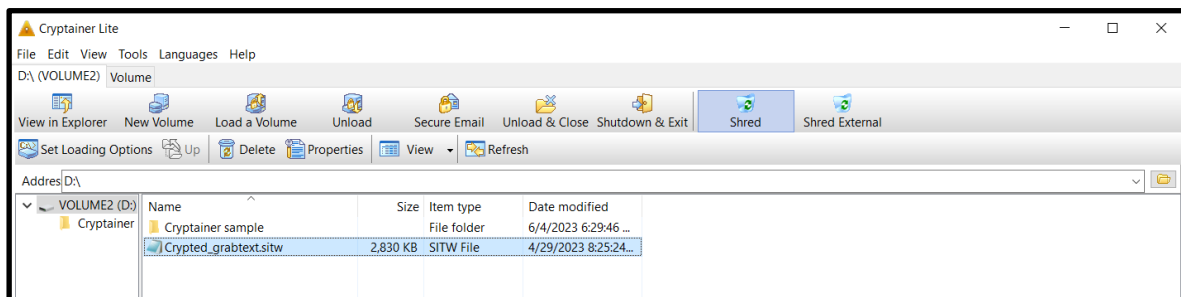 Cryptainer Lite
File Edit View Tools Languages Help
D:\ (VOLUME2) Volume
View in Explorer New Volume Load a Volume Unload Secure Email Unload & Close Shutdown & Exit Shred Shred External
Set Loading Options Up Delete Properties View Refresh
Addres D:\
VOLUME2 (D:) Name Size Item type Date modified
Cryptainer Cryptainer sample File folder 6/4/2023 6:29:46 ...
Crypted_grabtext.sitw 2,830 KB SITW File 4/29/2023 8:25:24...